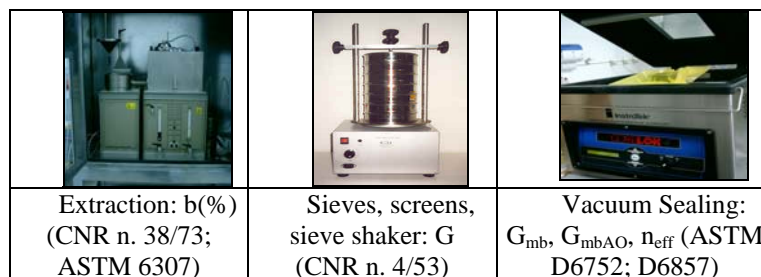 Extraction: b(%)
(CNR n. 38/73;
ASTM 6307)
Sieves, screens,
sieve shaker: G
(CNR n. 4/53)
InstroTek
Vacuum Sealing:
Gmb, GmbAO, neff (ASTM
D6752; D6857)